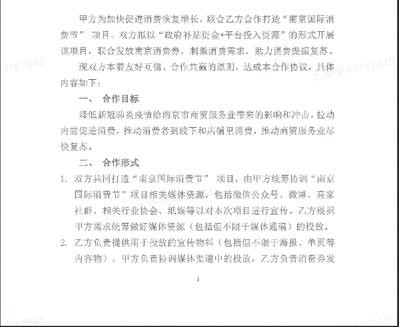 甲方为加快促进消费恢复增长，联合乙方合作打造“南京国际消
费节”项目。双方拟以“政府补贴资金+平台投入资源”的形式开展
该项目，联合发放南京消费券，刺激消费需求，助力消费提振复苏。
现双方本着友好互信、合作共赢的原则，达成本合作协议，具体
内容如下：
一、 合作目标
降低新冠肺炎疫情给南京市商贸服务业带来的影响和冲击，拉动
内需促进消费，推动消费者到线下和店铺里消费，推动商贸服务业尽
快复苏。
二、 合作形式
1. 双方共同打造“南京国际消费节” 项目，由甲方统筹协调“南京
国际消费节”项目相关媒体资源，包括微信公众号、微博、商家
社群、相关行业协会、纸媒等以对本次项目进行宣传。乙方根据
甲方需求统筹做好媒体资源（包括但不限于媒体通稿）的投放。
2. 乙方负责提供用于投放的宣传物料（包括但不限于海报、单页等
内容物），甲方负责协调媒体渠道中的投放。乙方负责消费券发
1